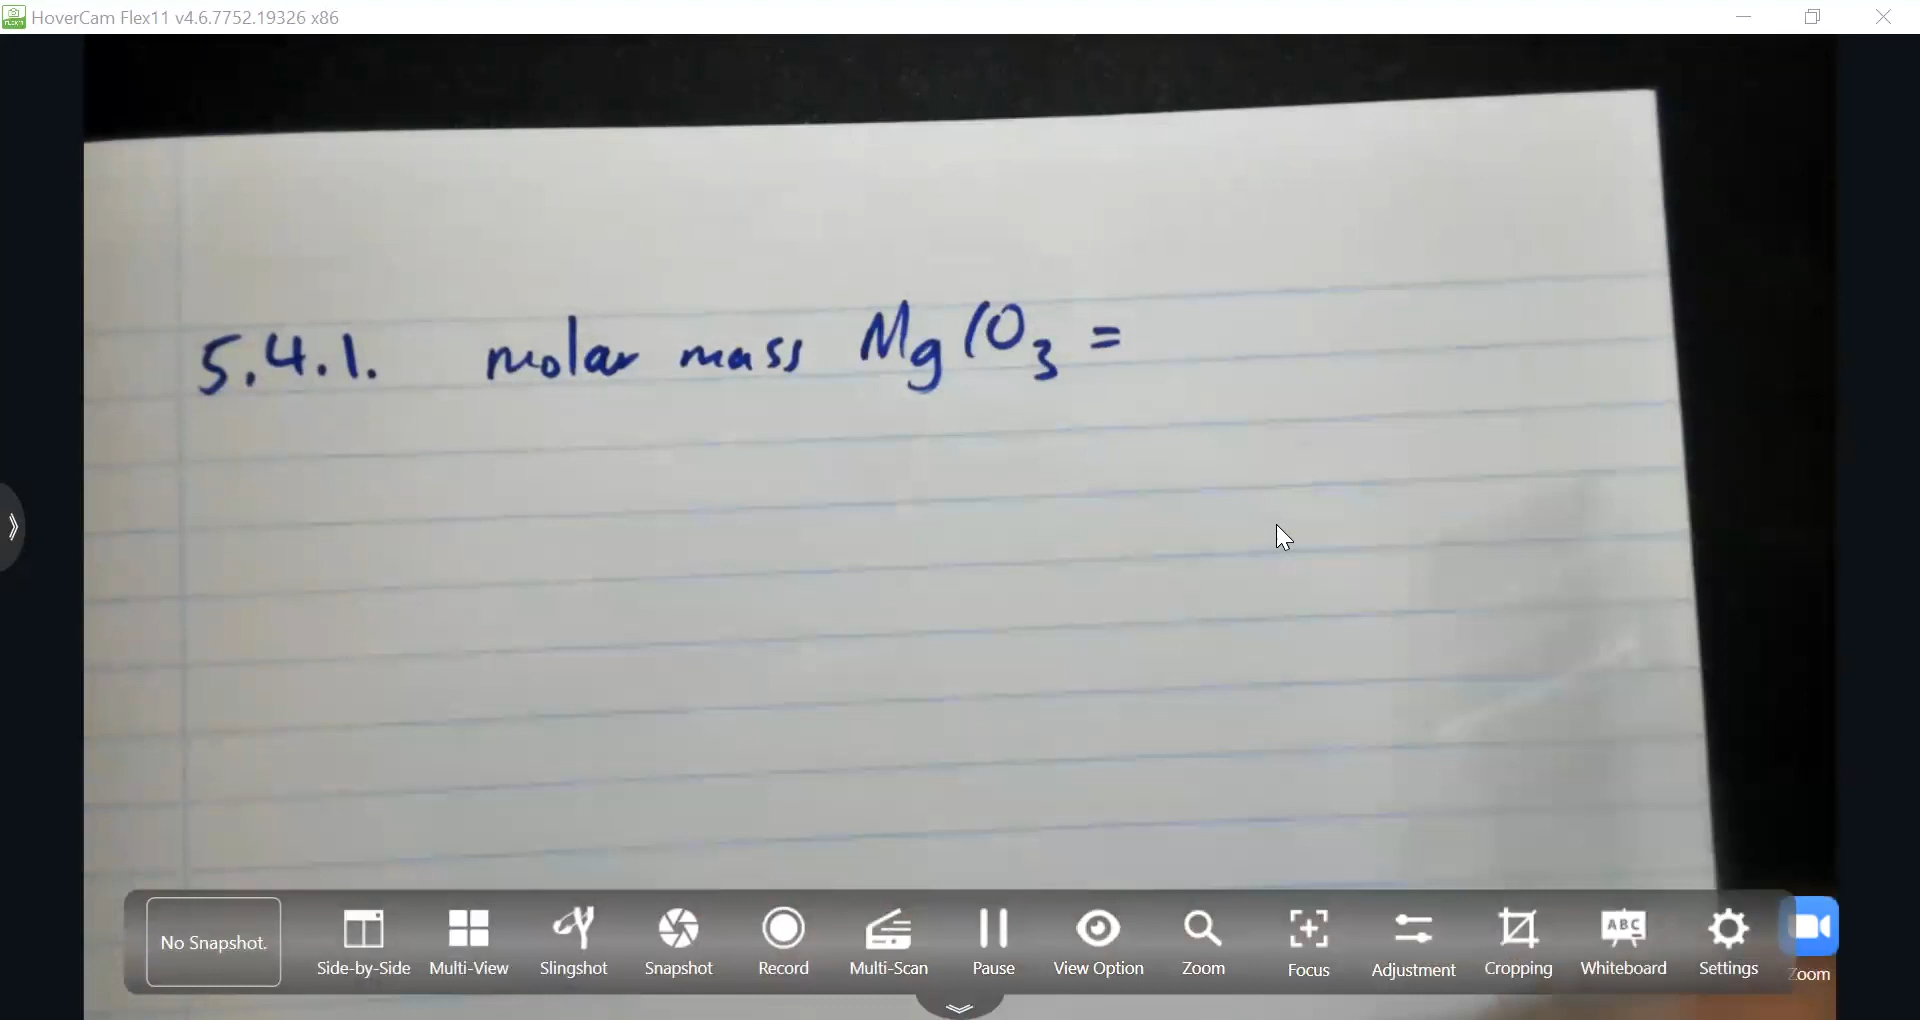 HoverCam Flex11 v4.6.7752.19326 x86
5.4.1. molar mass MgCO3 =
No Snapshot.
Side-by-Side Multi-View Slingshot Snapshot Record Multi-Scan Pause View Option Zoom Focus Adjustment Cropping ABC Whiteboard Settings Zoom